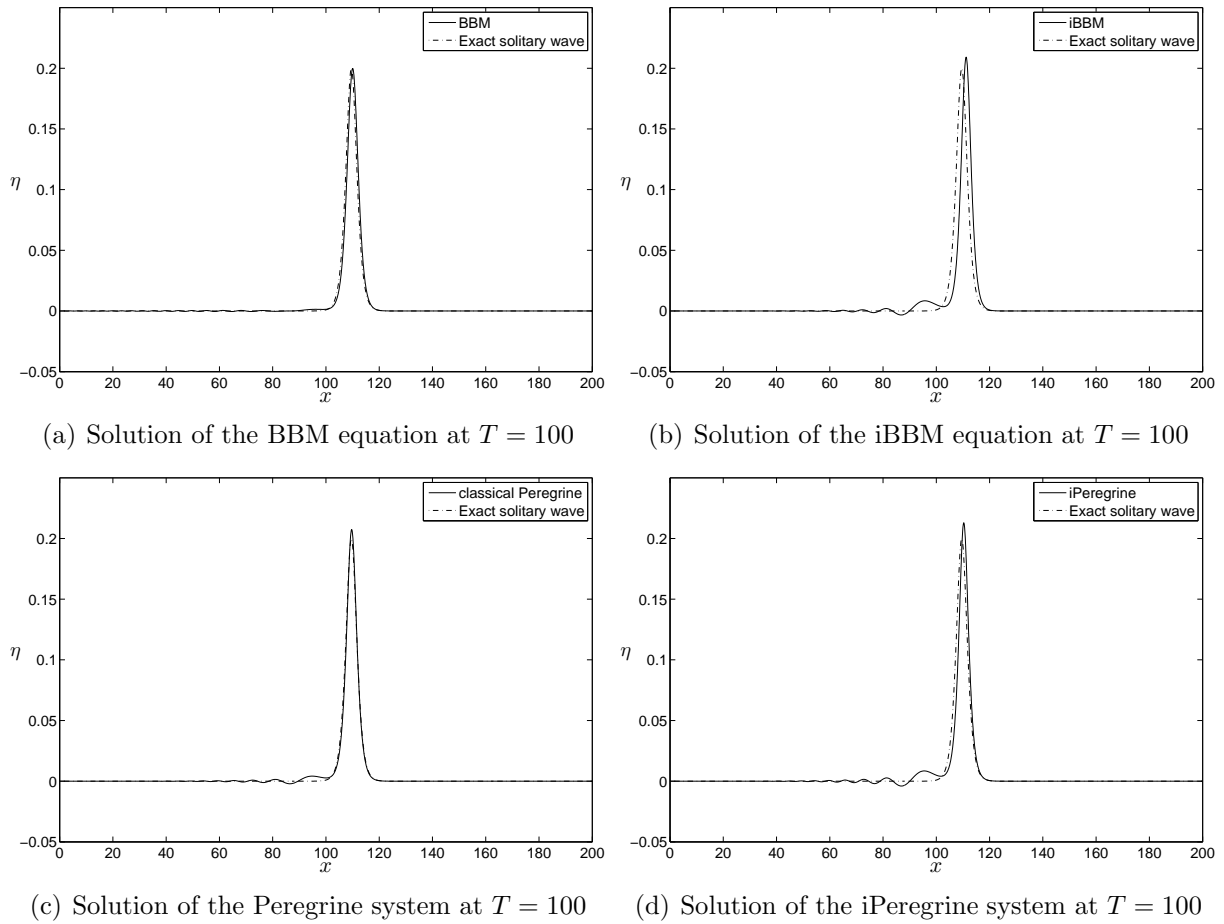 BBM
Exact solitary wave
0.2
0.15
η
0.1
0.05
0
−0.05
0 20 40 60 80 100 120 140 160 180 200
x
(a) Solution of the BBM equation at T = 100
iBBM
Exact solitary wave
0.2
0.15
η
0.1
0.05
0
−0.05
0 20 40 60 80 100 120 140 160 180 200
x
(b) Solution of the iBBM equation at T = 100
classical Peregrine
Exact solitary wave
0.2
0.15
η
0.1
0.05
0
−0.05
0 20 40 60 80 100 120 140 160 180 200
x
(c) Solution of the Peregrine system at T = 100
iPeregrine
Exact solitary wave
0.2
0.15
η
0.1
0.05
0
−0.05
0 20 40 60 80 100 120 140 160 180 200
x
(d) Solution of the iPeregrine system at T = 100